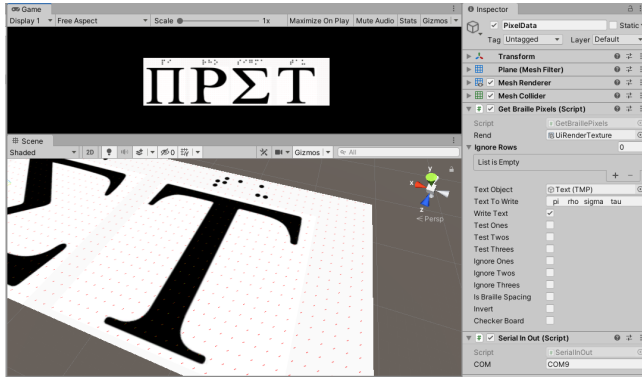 Game
Display 1 Free Aspect Scale 1x Maximize On Play Mute Audio Stats Gizmos
ΠΡΣΤ
Scene
Shaded 2D 0 Gizmos All
y
x
z
Persp
Inspector
PixelData Static
Tag Untagged Layer Default
Transform
Plane (Mesh Filter)
Mesh Renderer
Mesh Collider
Get Braille Pixels (Script)
Script GetBraillePixels
Rend UiRenderTexture
Ignore Rows 0
List is Empty
+ −
Text Object Text (TMP)
Text To Write pi rho sigma tau
Write Text
Test Ones
Test Twos
Test Threes
Ignore Ones
Ignore Twos
Ignore Threes
Is Braille Spacing
Invert
Checker Board
Serial In Out (Script)
Script SerialInOut
COM COM9